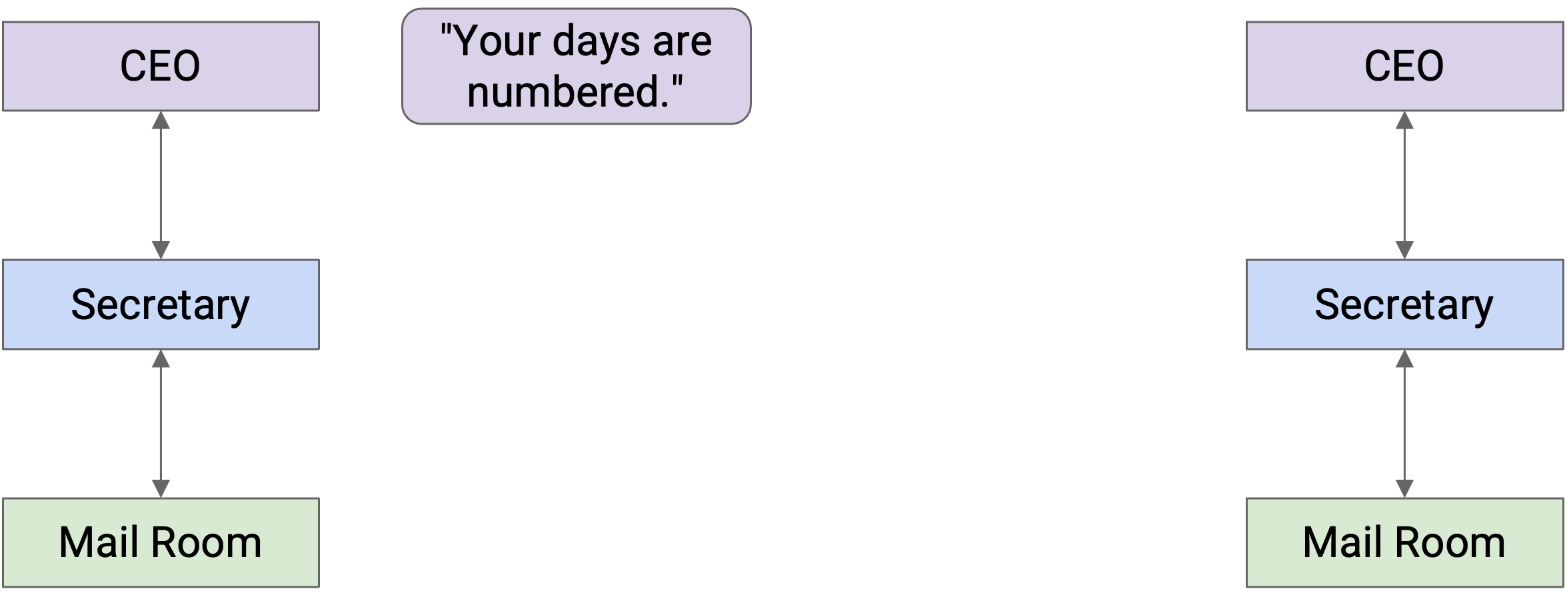 CEO
"Your days are
numbered."
CEO
Secretary
Secretary
Mail Room
Mail Room